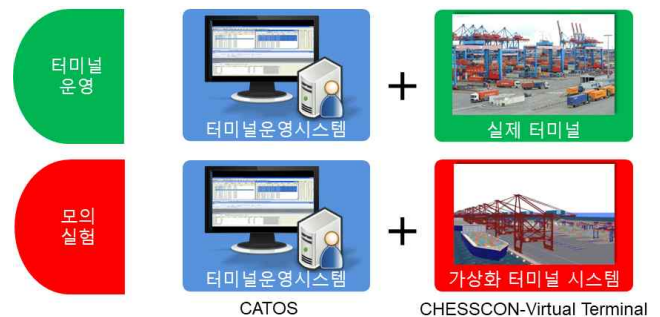 터미널
운영
터미널운영시스템
+
실제 터미널
모의
실험
터미널운영시스템
+
가상화 터미널 시스템
CATOS
CHESSCON-Virtual Terminal